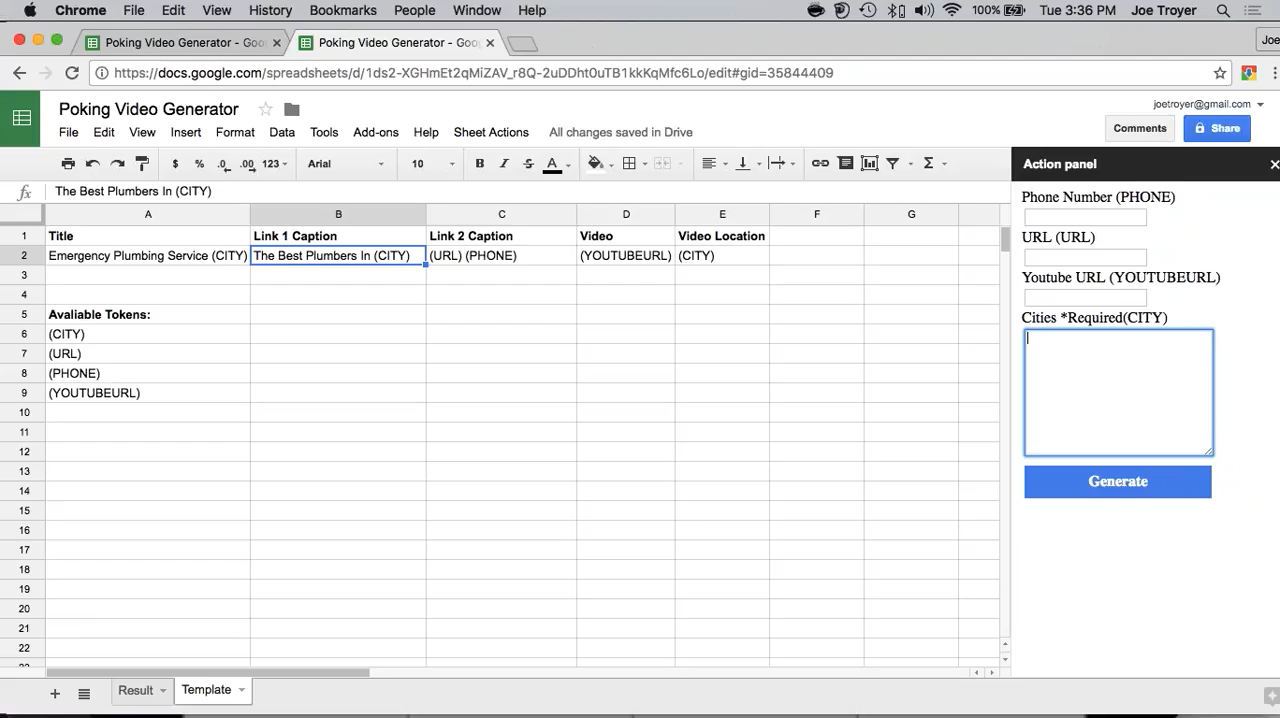 Chrome File Edit View History Bookmarks People Window Help 100% Tue 3:36 PM Joe Troyer
Poking Video Generator - Goo Poking Video Generator - Goo Joe
https://docs.google.com/spreadsheets/d/1ds2-XGHmEt2qMiZAV_r8Q-2uDDht0uTB1kkKqMfc6Lo/edit#gid=35844409
Poking Video Generator joetroyer@gmail.com
File Edit View Insert Format Data Tools Add-ons Help Sheet Actions All changes saved in Drive Comments Share
$ % .0 .00 123 Arial 10 B I S A Σ
fx The Best Plumbers In (CITY)
A B C D E F G
1 Title Link 1 Caption Link 2 Caption Video Video Location
2 Emergency Plumbing Service (CITY) The Best Plumbers In (CITY) (URL) (PHONE) (YOUTUBEURL) (CITY)
3
4
5 Avaliable Tokens:
6 (CITY)
7 (URL)
8 (PHONE)
9 (YOUTUBEURL)
10
11
12
13
14
15
16
17
18
19
20
21
22
Result Template
Action panel
Phone Number (PHONE)
URL (URL)
Youtube URL (YOUTUBEURL)
Cities *Required(CITY)
Generate